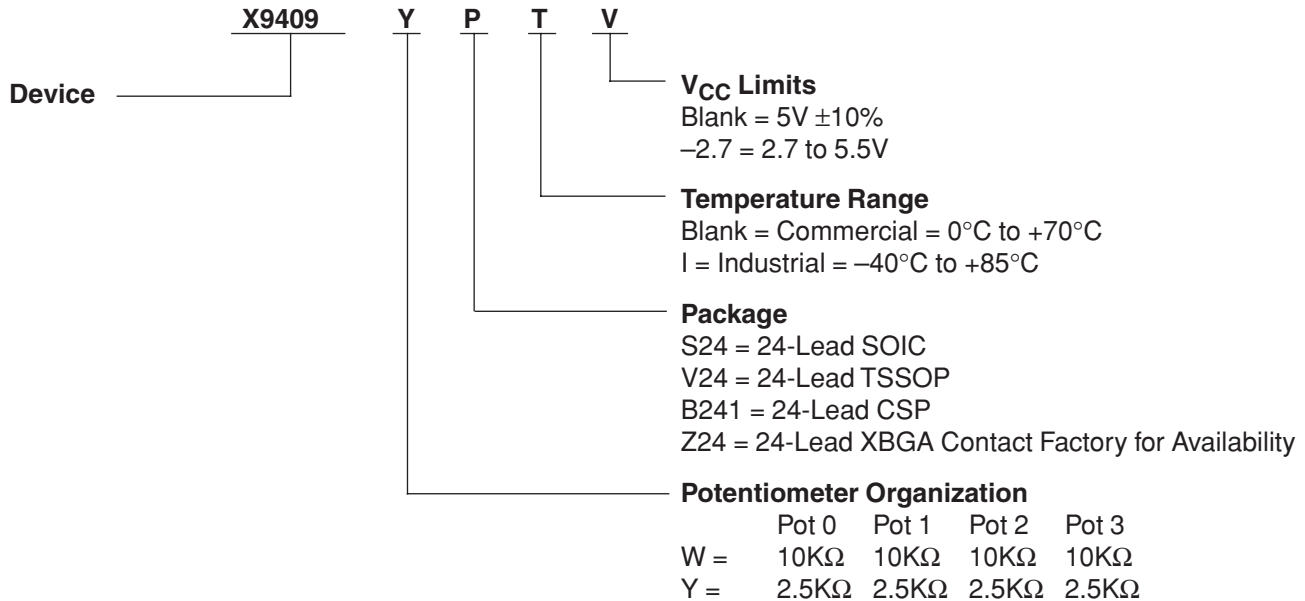 X9409 Y P T V
Device
VCC Limits
Blank = 5V ±10%
–2.7 = 2.7 to 5.5V
Temperature Range
Blank = Commercial = 0°C to +70°C
I = Industrial = –40°C to +85°C
Package
S24 = 24-Lead SOIC
V24 = 24-Lead TSSOP
B241 = 24-Lead CSP
Z24 = 24-Lead XBGA Contact Factory for Availability
Potentiometer Organization
Pot 0 Pot 1 Pot 2 Pot 3
W = 10KΩ 10KΩ 10KΩ 10KΩ
Y = 2.5KΩ 2.5KΩ 2.5KΩ 2.5KΩ